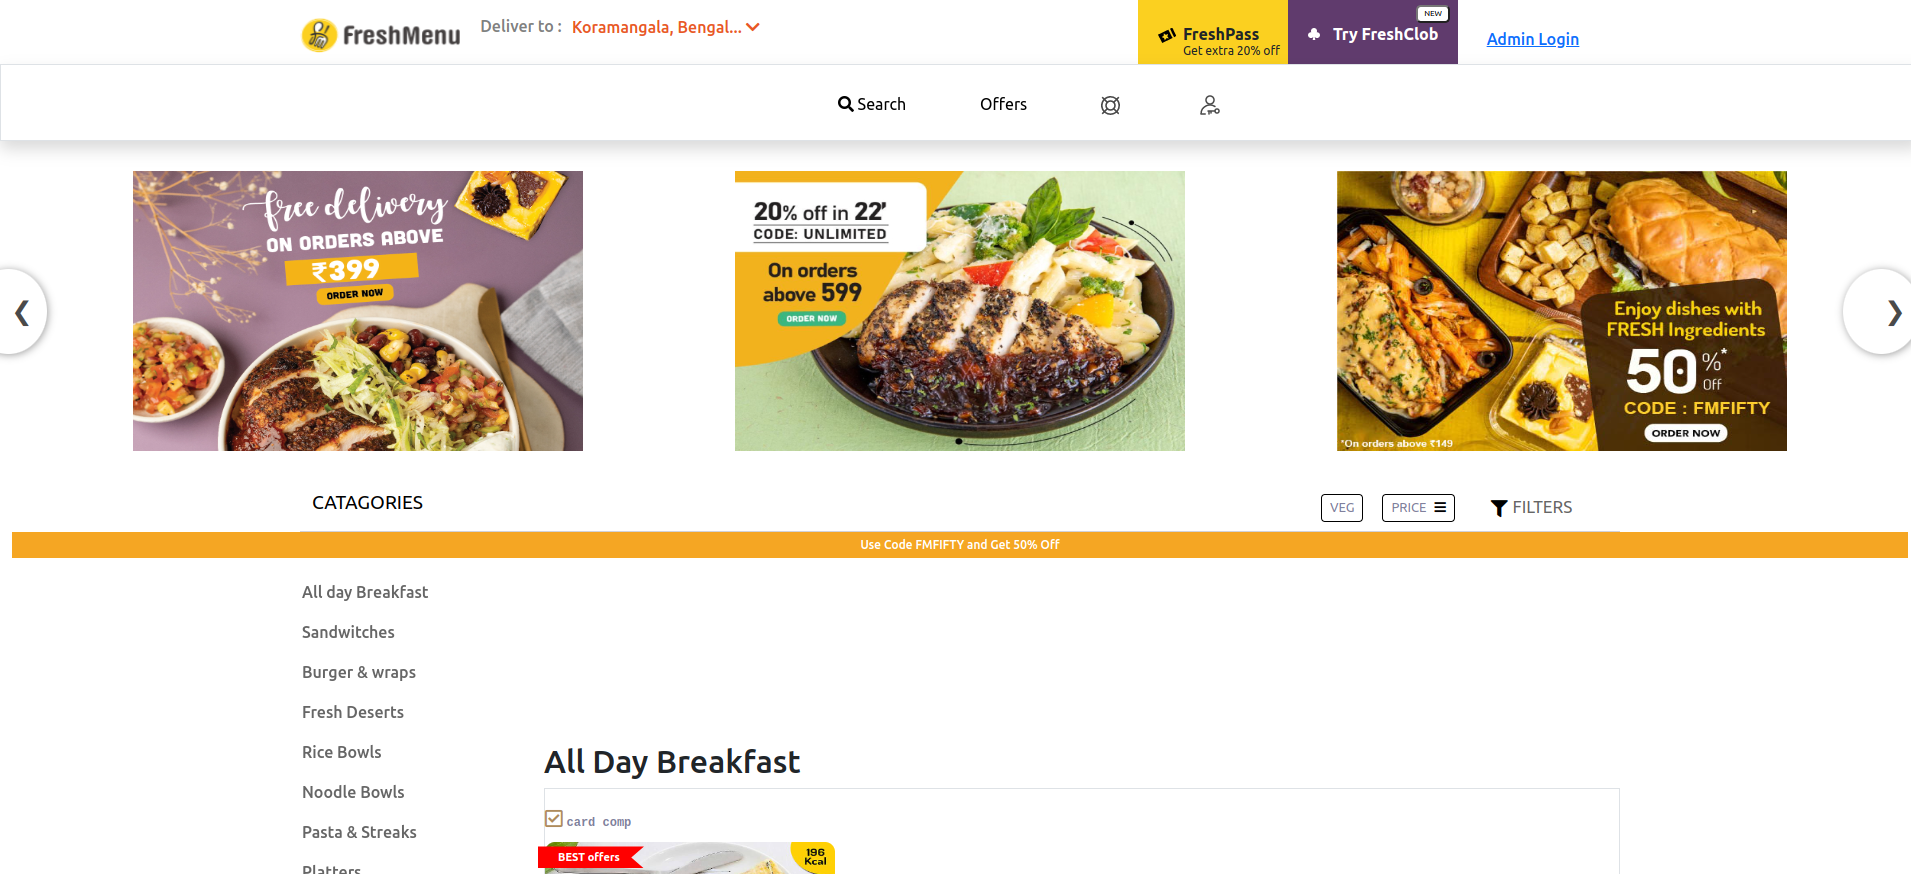 FreshMenu
Deliver to :
Koramangala, Bengal...
FreshPass
Get extra 20% off
NEW
Try FreshClob
Admin Login
Search
Offers
free delivery
ON ORDERS ABOVE
₹399
ORDER NOW
20% off in 22'
CODE: UNLIMITED
On orders
above 599
ORDER NOW
Enjoy dishes with
FRESH Ingredients
50%*
Off
CODE : FMFIFTY
ORDER NOW
*On orders above ₹149
CATAGORIES
VEG
PRICE
FILTERS
Use Code FMFIFTY and Get 50% Off
All day Breakfast
Sandwitches
Burger & wraps
Fresh Deserts
Rice Bowls
Noodle Bowls
Pasta & Streaks
Platters
All Day Breakfast
card comp
BEST offers
196
Kcal